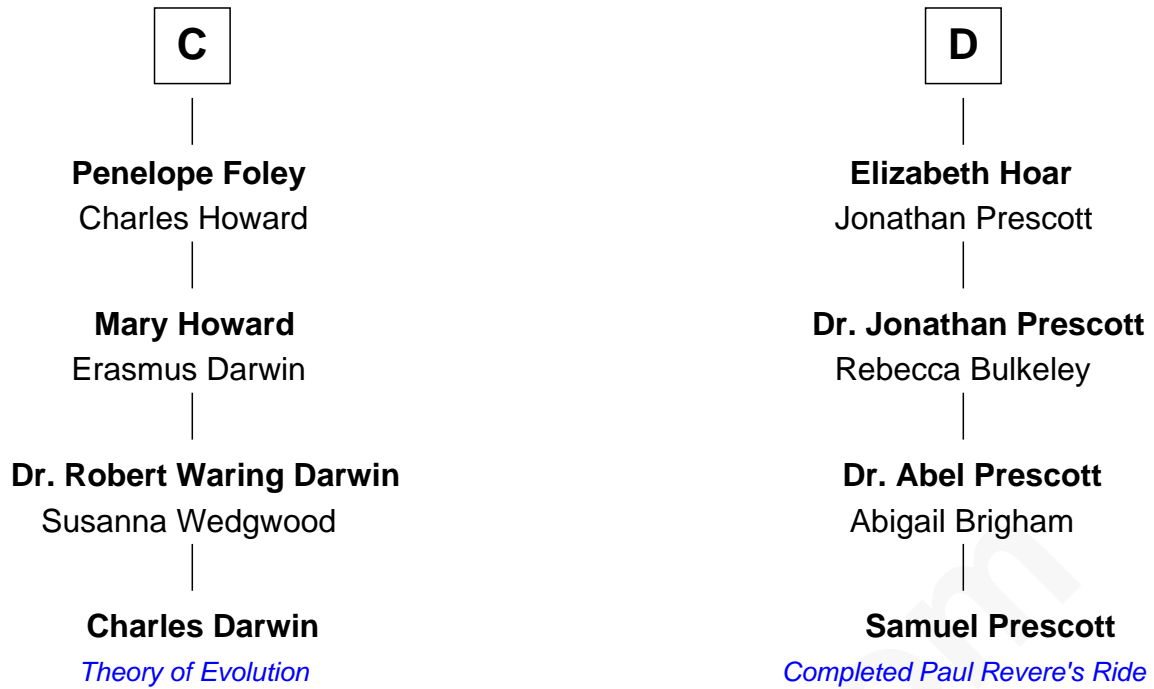 C
Penelope Foley
Charles Howard
Mary Howard
Erasmus Darwin
Dr. Robert Waring Darwin
Susanna Wedgwood
Charles Darwin
Theory of Evolution
D
Elizabeth Hoar
Jonathan Prescott
Dr. Jonathan Prescott
Rebecca Bulkeley
Dr. Abel Prescott
Abigail Brigham
Samuel Prescott
Completed Paul Revere's Ride